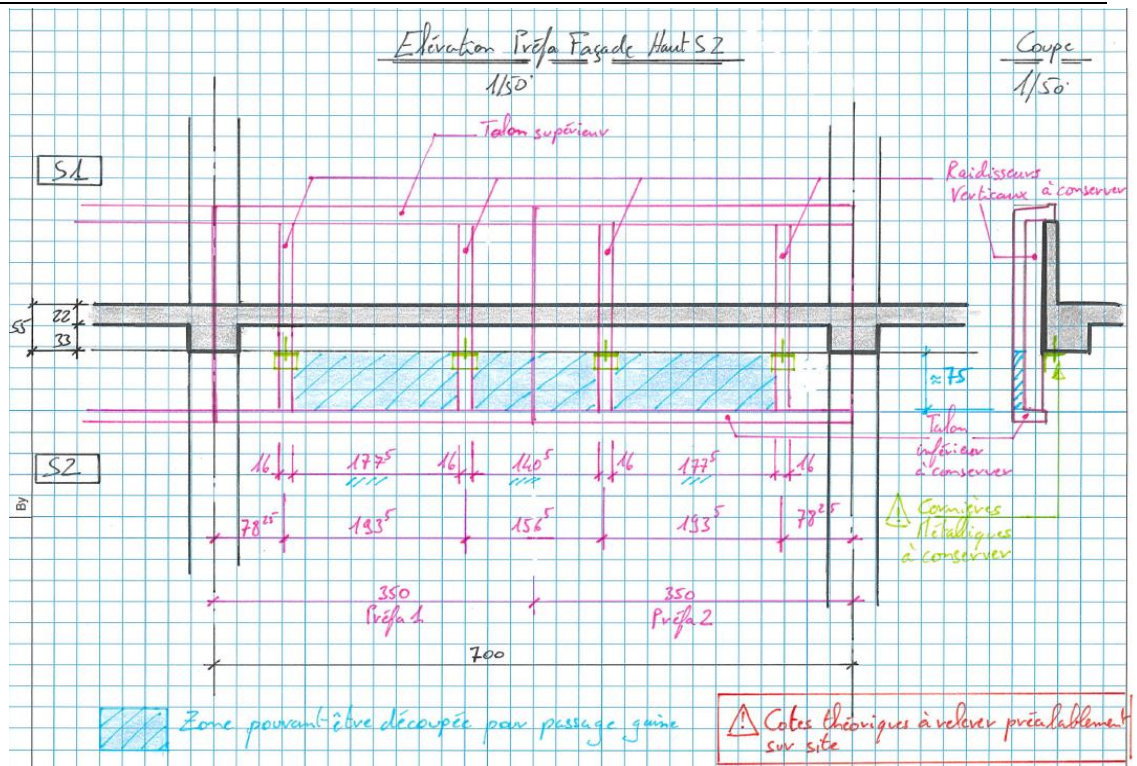 Elévation Préfa Façade Haut S2
1/50
Coupe
1/50
Talon supérieur
S1
Raidisseurs
Verticaux à conserver
55
22
33
≈ 75
Talon
inférieur
à conserver
S2
16
177⁵
16
140⁵
16
177⁵
16
By
78²⁵
193⁵
156⁵
193⁵
78²⁵
⚠ Cornières
Métalliques
à conserver
350
Préfa 1
350
Préfa 2
700
Zone pouvant-être découpée pour passage gaine
⚠ Cotes théoriques à relever préalablement
sur site